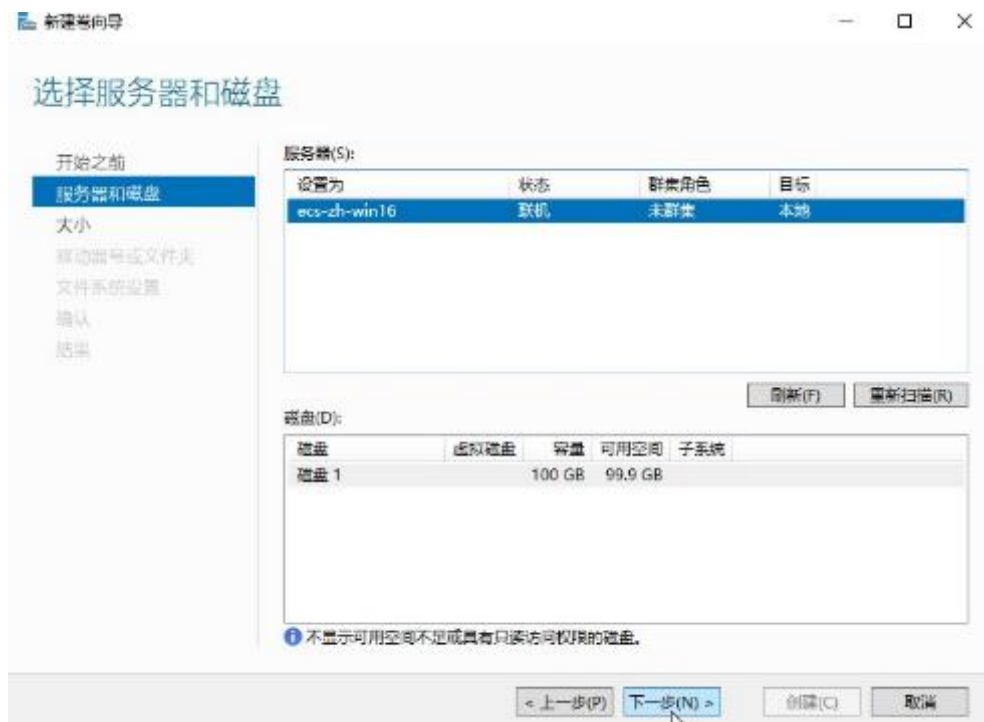 新建卷向导
选择服务器和磁盘
开始之前
服务器和磁盘
大小
驱动器号或文件夹
文件系统设置
确认
结果
服务器(S):
设置为 状态 群集角色 目标
ecs-zh-win16 联机 未群集 本地
刷新(F) 重新扫描(R)
磁盘(D):
磁盘 虚拟磁盘 容量 可用空间 子系统
磁盘 1 100 GB 99.9 GB
不显示可用空间不足或具有只读访问权限的磁盘。
< 上一步(P) 下一步(N) > 创建(C) 取消